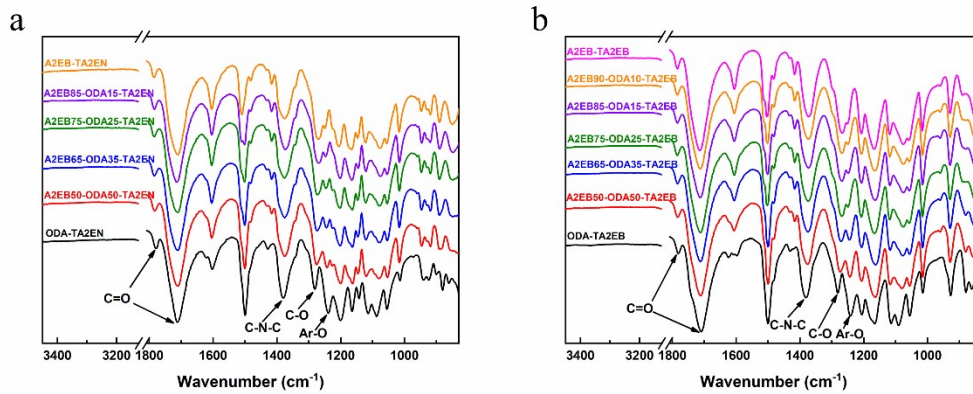 a
A2EB-TA2EN
A2EB85-ODA15-TA2EN
A2EB75-ODA25-TA2EN
A2EB65-ODA35-TA2EN
A2EB50-ODA50-TA2EN
ODA-TA2EN
C=O
C-N-C
C-O
Ar-O
3400 3200 1800 1600 1400 1200 1000
Wavenumber (cm⁻¹)
b
A2EB-TA2EB
A2EB90-ODA10-TA2EB
A2EB85-ODA15-TA2EB
A2EB75-ODA25-TA2EB
A2EB65-ODA35-TA2EB
A2EB50-ODA50-TA2EB
ODA-TA2EB
C=O
C-N-C
C-O Ar-O
3400 3200 1800 1600 1400 1200 1000
Wavenumber (cm⁻¹)